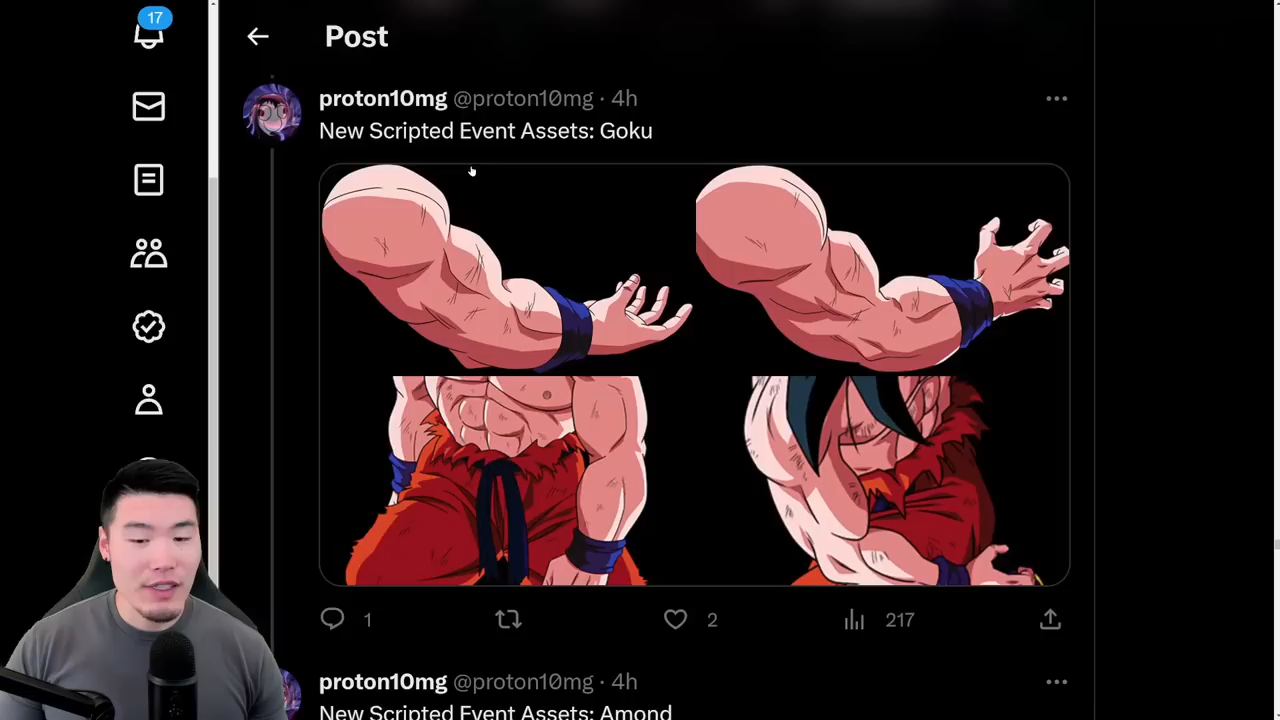 17
Post
proton10mg @proton10mg · 4h
New Scripted Event Assets: Goku
1
2
217
proton10mg @proton10mg · 4h
New Scripted Event Assets: Amond